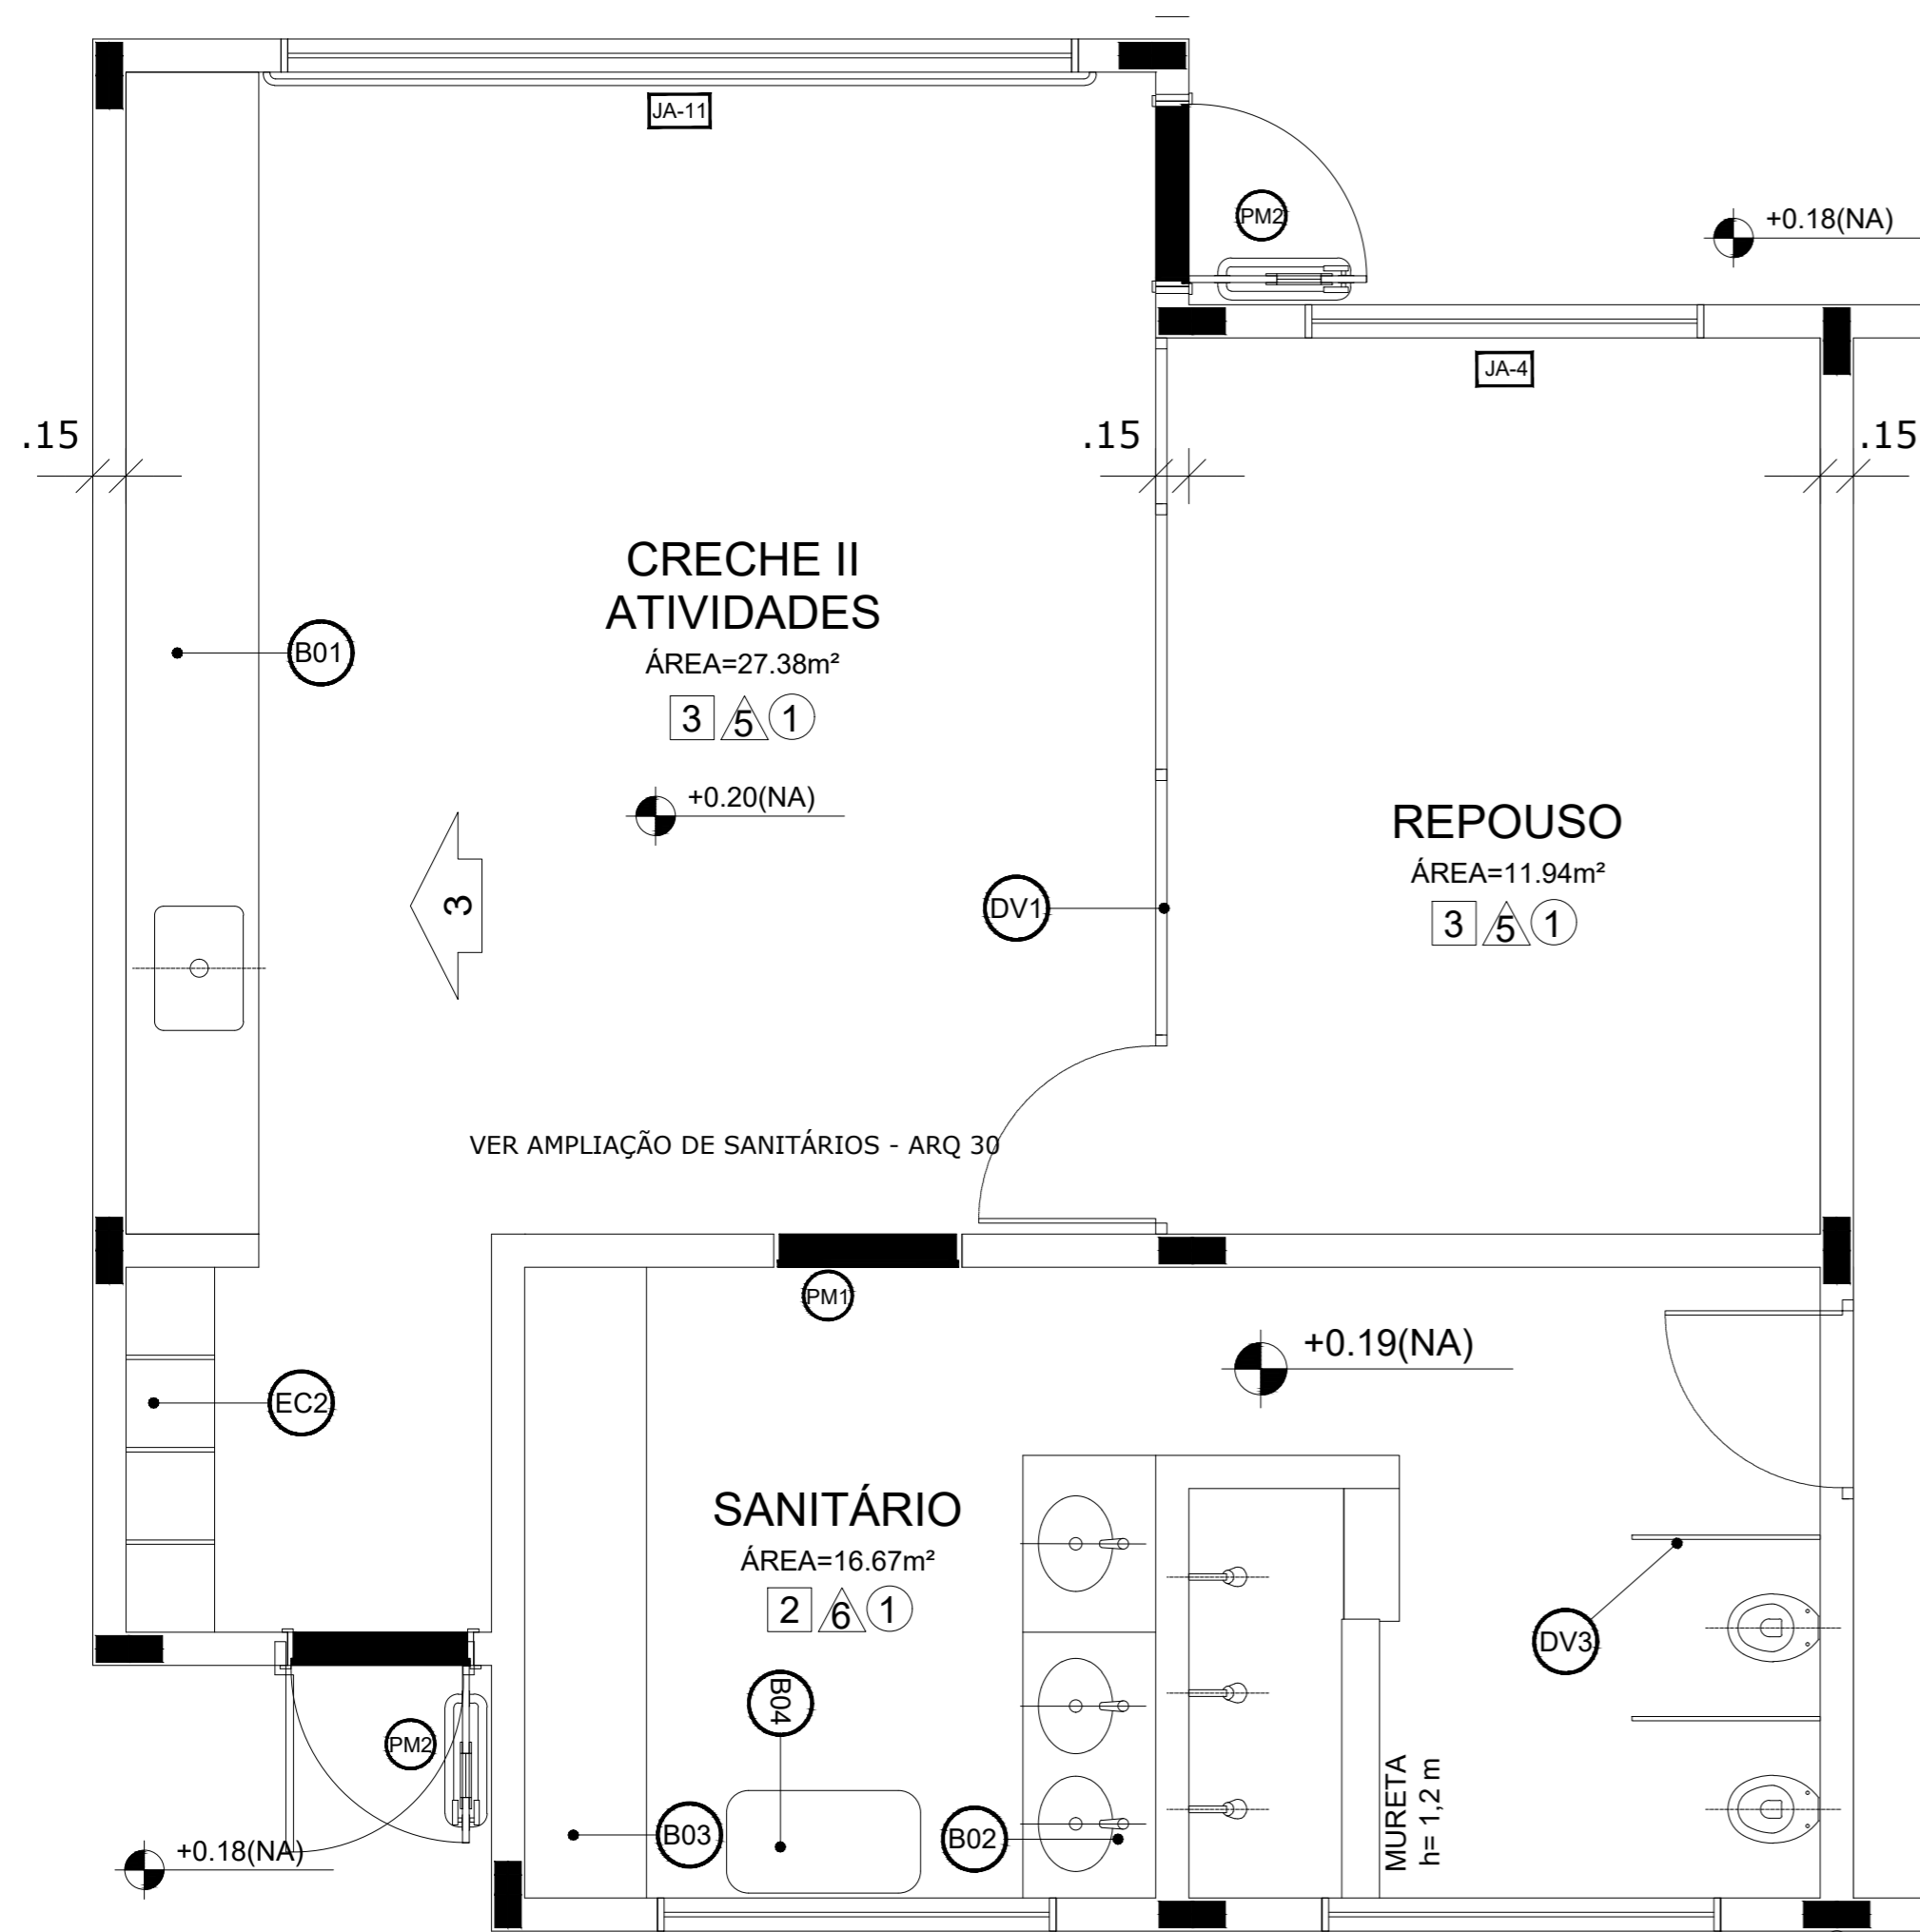 JA-11
PM2
+0.18(NA)
JA-4
.15
.15
.15
CRECHE II
ATIVIDADES
ÁREA=27.38m²
3 5 1
B01
+0.20(NA)
3
DV1
REPOUSO
ÁREA=11.94m²
3 5 1
VER AMPLIAÇÃO DE SANITÁRIOS - ARQ 30
PM1
+0.19(NA)
EC2
SANITÁRIO
ÁREA=16.67m²
2 6 1
DV3
B04
PM2
B03
B02
MURETA
h= 1,2 m
+0.18(NA)